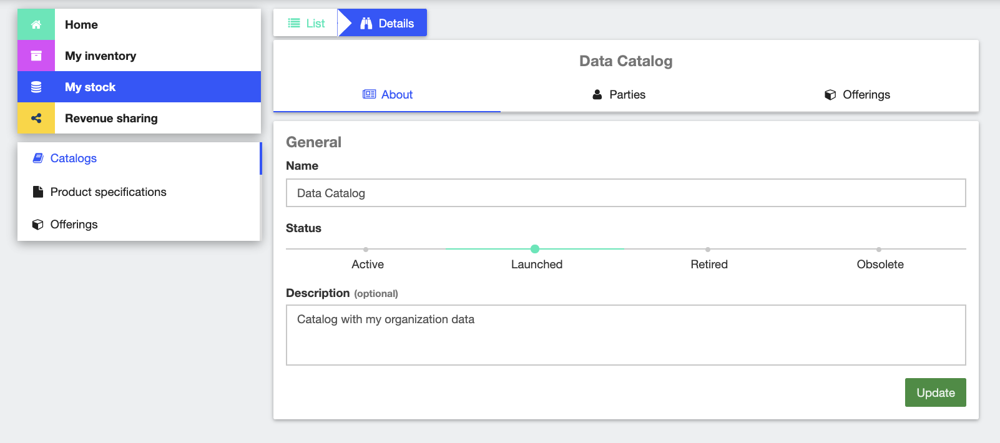 Home
My inventory
My stock
Revenue sharing
Catalogs
Product specifications
Offerings
List
Details
Data Catalog
About
Parties
Offerings
General
Name
Data Catalog
Status
Active
Launched
Retired
Obsolete
Description (optional)
Catalog with my organization data
Update